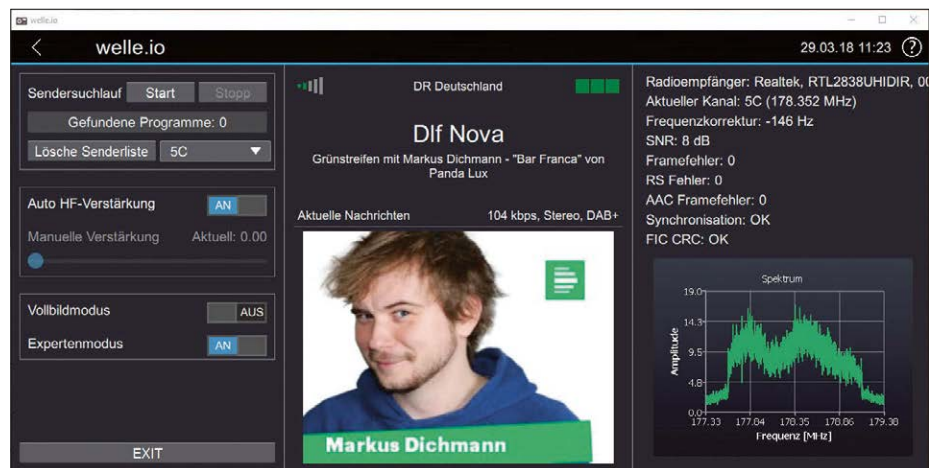 welle.io
welle.io
29.03.18 11:23 ?
Sendersuchlauf Start Stopp
Gefundene Programme: 0
Lösche Senderliste 5C
Auto HF-Verstärkung AN
Manuelle Verstärkung Aktuell: 0.00
Vollbildmodus AUS
Expertenmodus AN
EXIT
DR Deutschland
Dlf Nova
Grünstreifen mit Markus Dichmann - "Bar Franca" von
Panda Lux
Aktuelle Nachrichten 104 kbps, Stereo, DAB+
Markus Dichmann
Radioempfänger: Realtek, RTL2838UHIDIR, 00
Aktueller Kanal: 5C (178.352 MHz)
Frequenzkorrektur: -146 Hz
SNR: 8 dB
Framefehler: 0
RS Fehler: 0
AAC Framefehler: 0
Synchronisation: OK
FIC CRC: OK
Spektrum
19.0
14.3
9.5
4.8
0.0
Amplitude
177.33 177.84 178.35 178.86 179.38
Frequenz [MHz]